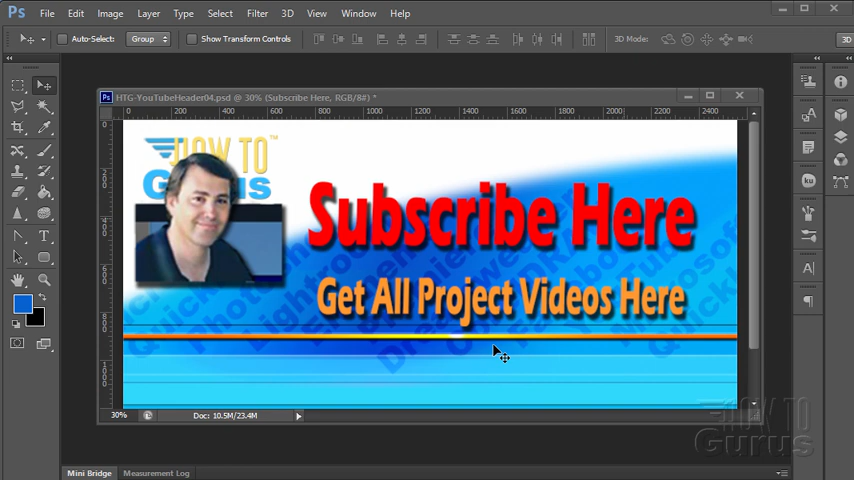 Ps File Edit Image Layer Type Select Filter 3D View Window Help
Auto-Select: Group Show Transform Controls 3D Mode: 3D
Ps HTG-YouTubeHeader04.psd @ 30% (Subscribe Here, RGB/8#) *
0 200 400 600 800 1000 1200 1400 1600 1800 2000 2200 2400
HOW TO™
Gurus
Subscribe Here
Get All Project Videos Here
30% Doc: 10.5M/23.4M
HOW TO
Gurus
Mini Bridge Measurement Log